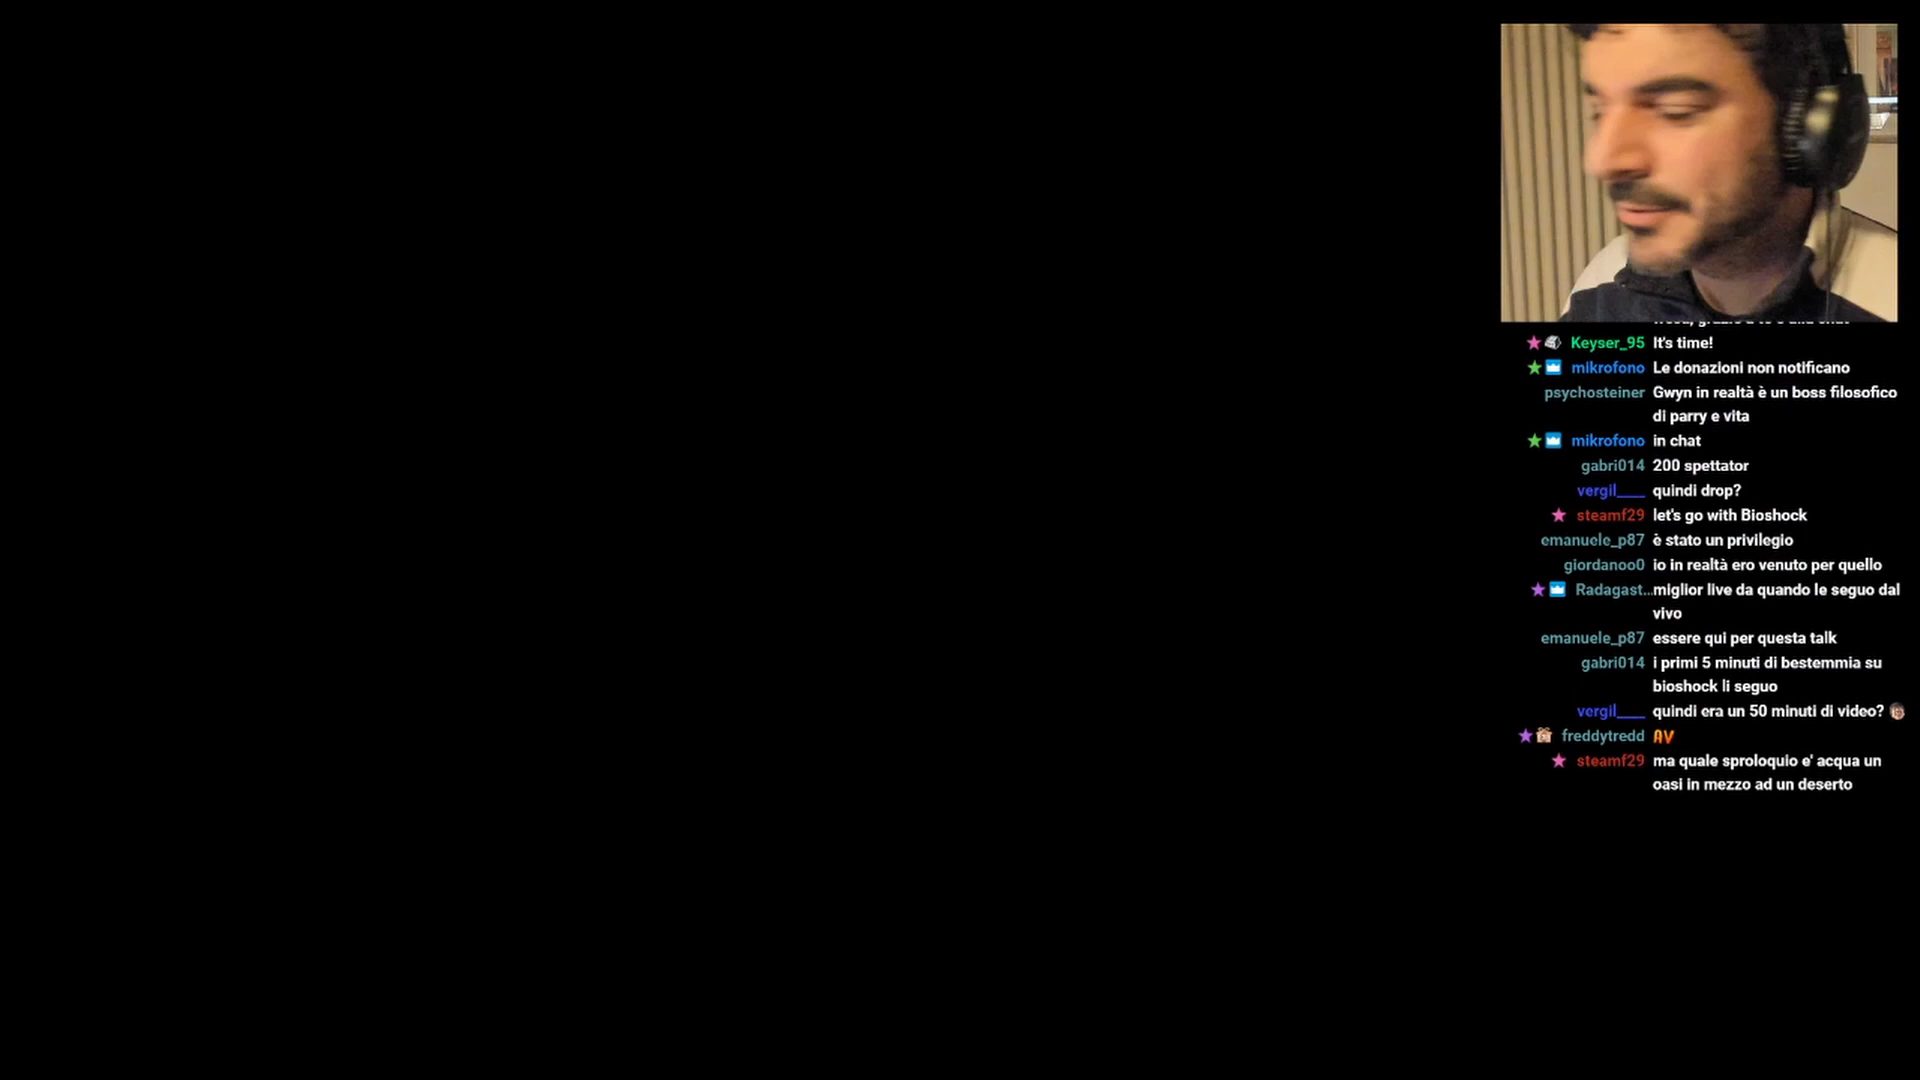 Keyser_95 It's time!
mikrofono Le donazioni non notificano
psychosteiner Gwyn in realtà è un boss filosofico
di parry e vita
mikrofono in chat
gabri014 200 spettator
vergil____ quindi drop?
steamf29 let's go with Bioshock
emanuele_p87 è stato un privilegio
giordanoo0 io in realtà ero venuto per quello
Radagast... miglior live da quando le seguo dal
vivo
emanuele_p87 essere qui per questa talk
gabri014 i primi 5 minuti di bestemmia su
bioshock li seguo
vergil____ quindi era un 50 minuti di video?
freddytredd AV
steamf29 ma quale sproloquio e' acqua un
oasi in mezzo ad un deserto